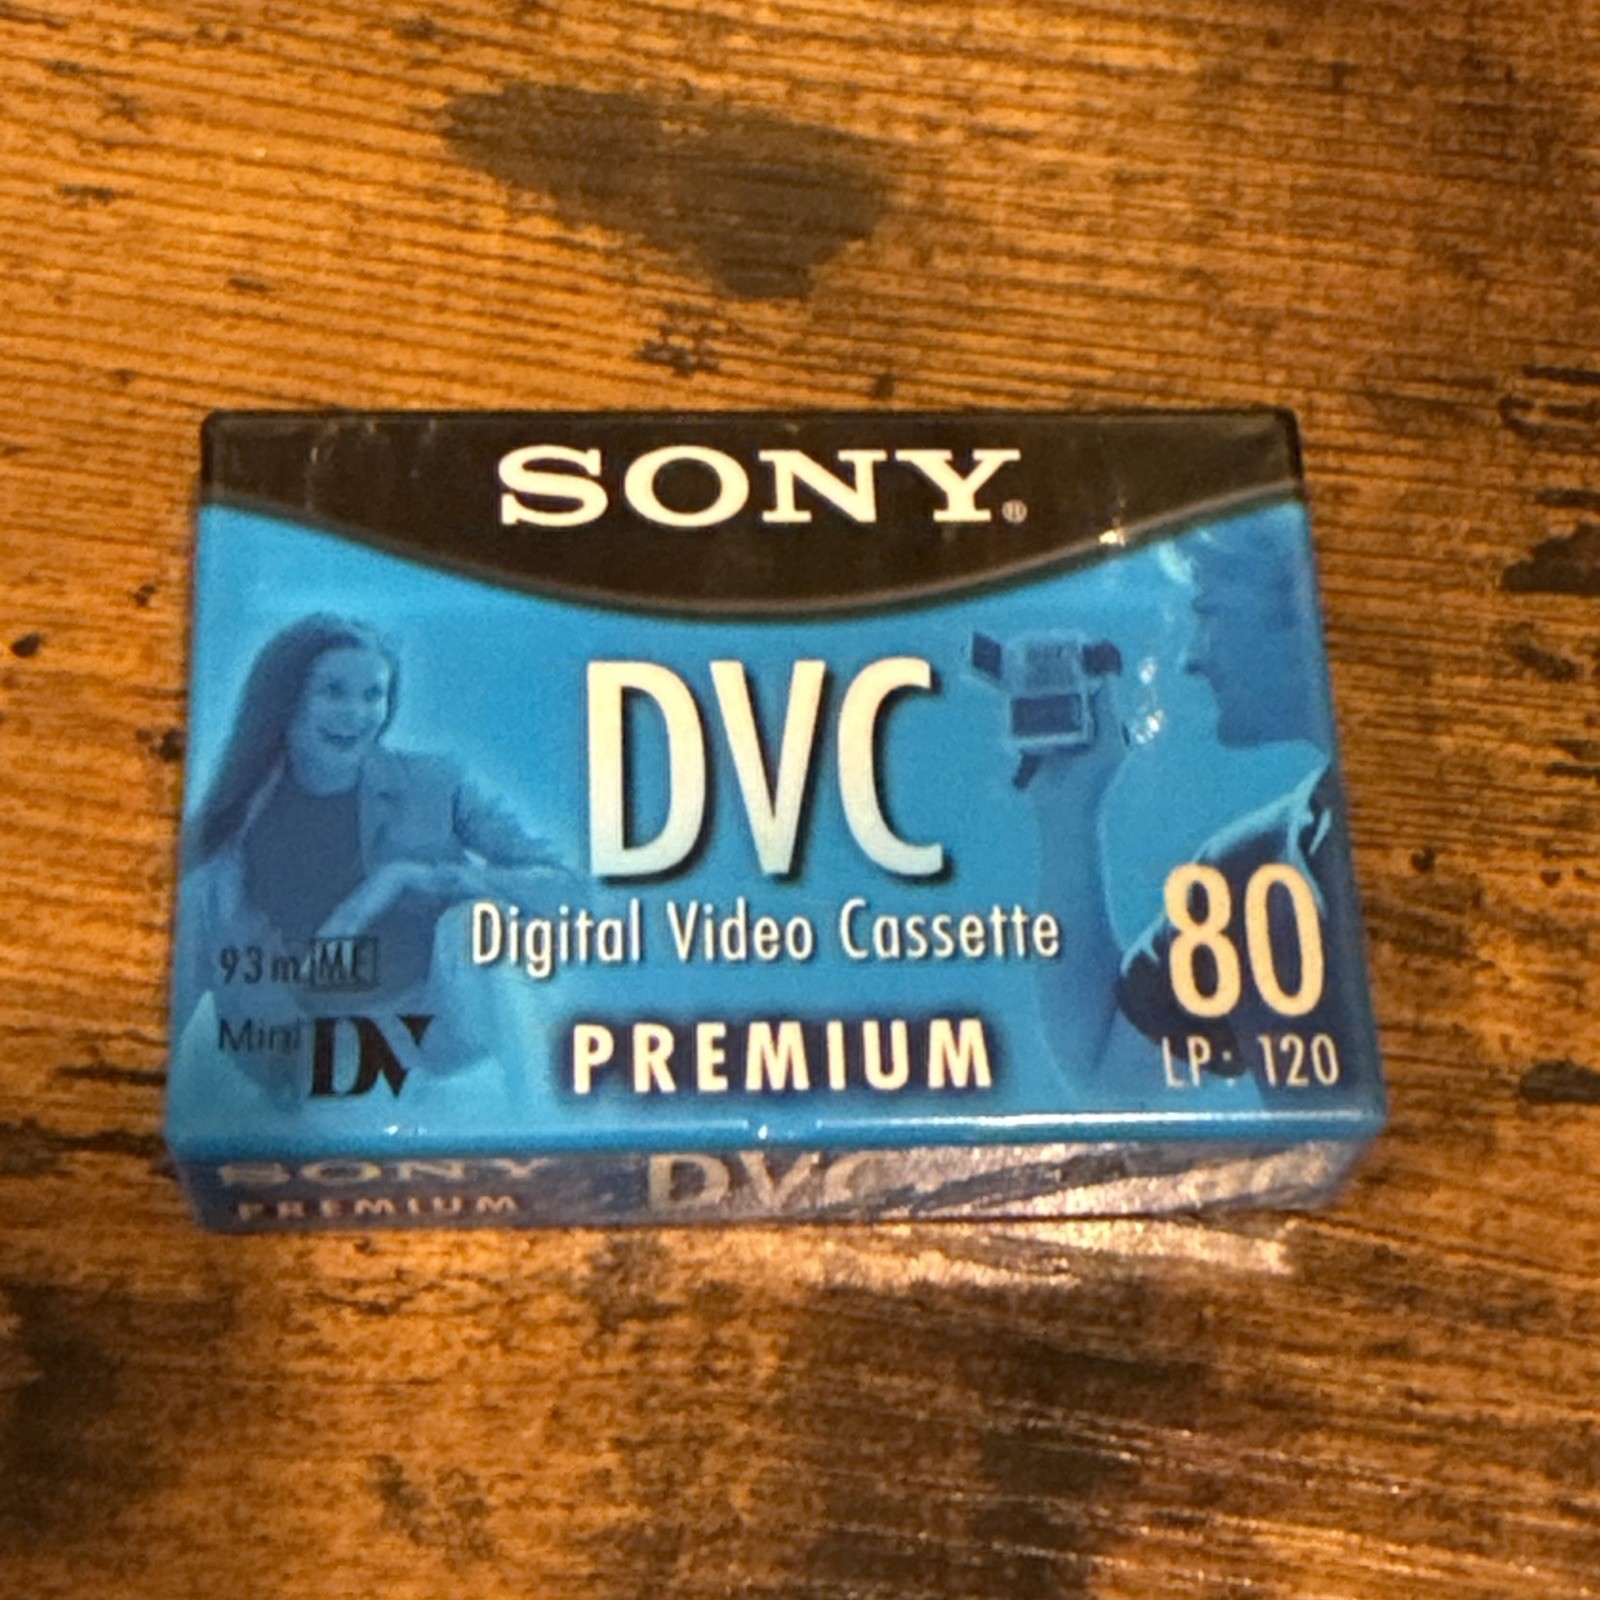 SONY®
DVC
Digital Video Cassette
PREMIUM
93m ME
Mini DV
80
LP: 120
SONY DVC
PREMIUM